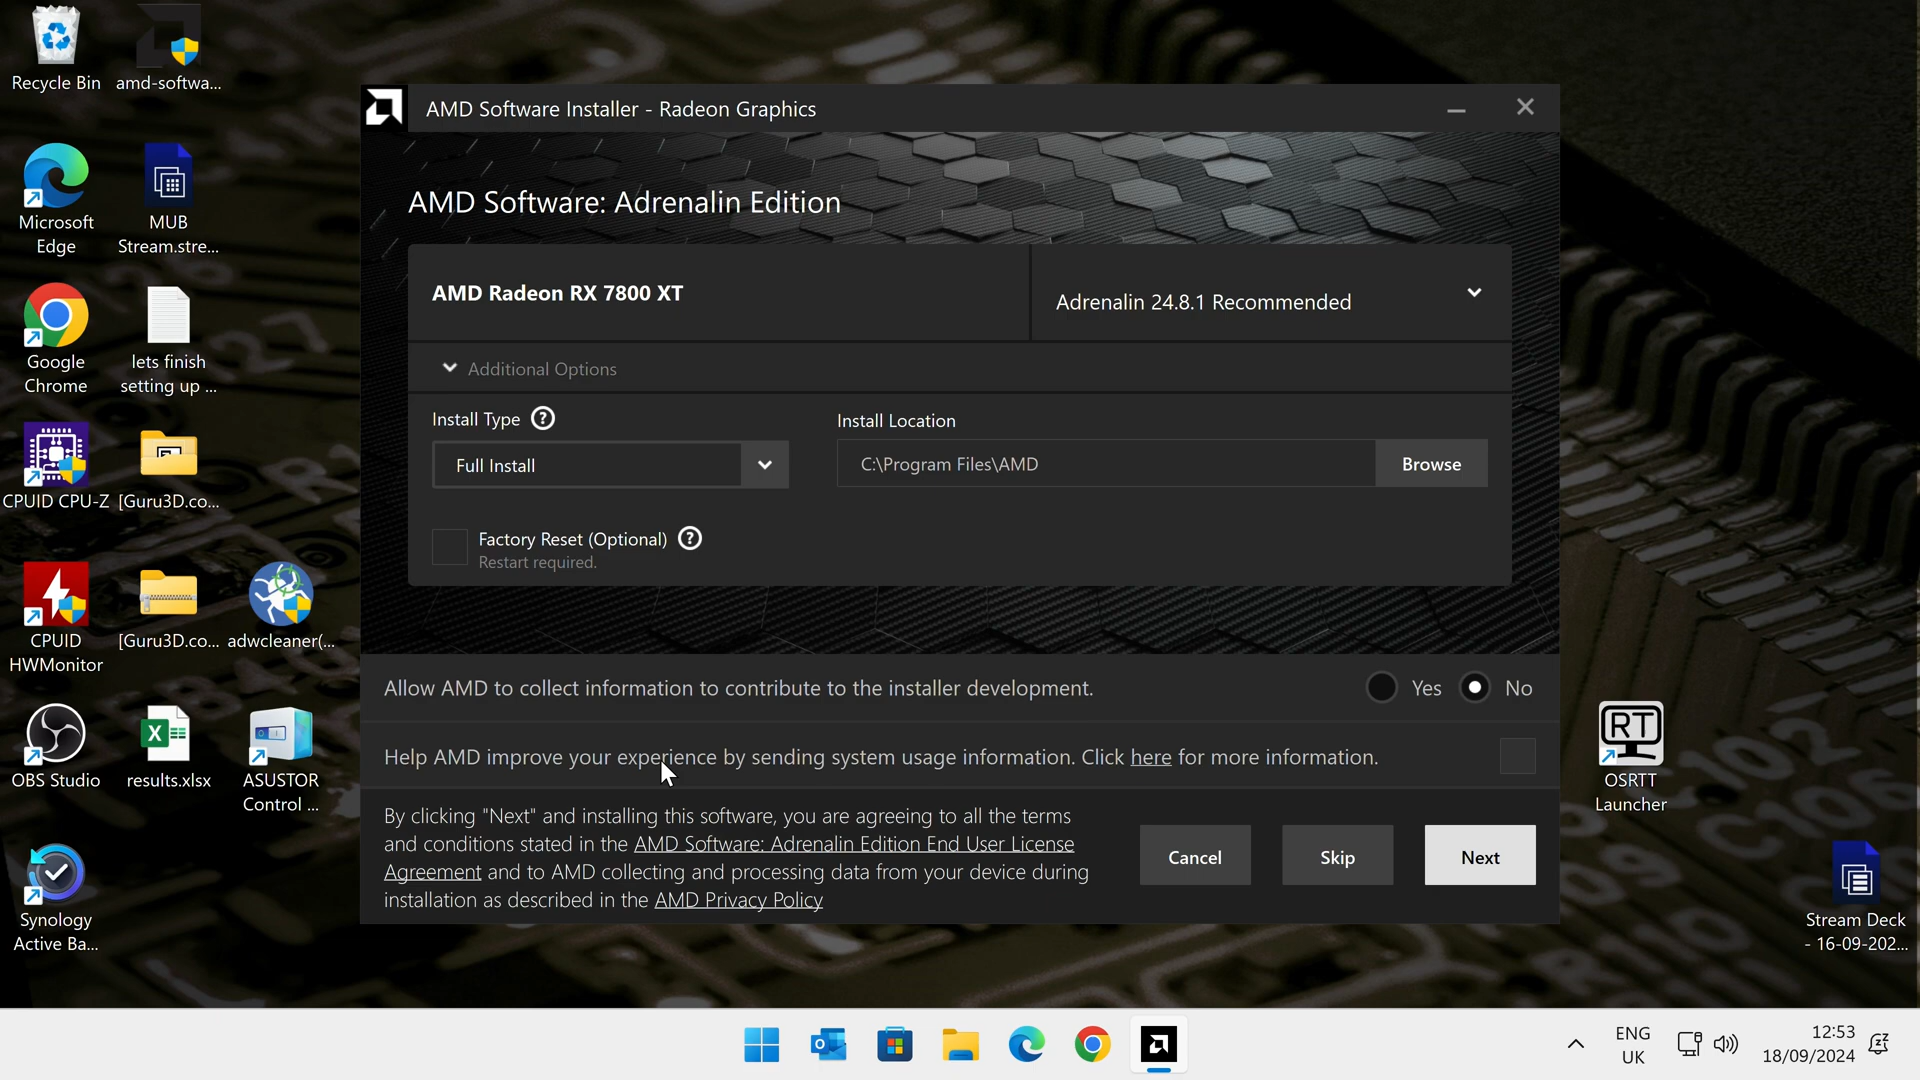 Recycle Bin
amd-softwa...
Microsoft
Edge
MUB
Stream.stre...
Google
Chrome
lets finish
setting up ...
CPUID CPU-Z
[Guru3D.co...
CPUID
HWMonitor
[Guru3D.co...
adwcleaner(...
OBS Studio
results.xlsx
ASUSTOR
Control ...
Synology
Active Ba...
AMD Software Installer - Radeon Graphics
AMD Software: Adrenalin Edition
AMD Radeon RX 7800 XT
Adrenalin 24.8.1 Recommended
Additional Options
Install Type ?
Install Location
Full Install
C:\Program Files\AMD
Browse
Factory Reset (Optional) ?
Restart required.
Allow AMD to collect information to contribute to the installer development.
Yes
No
Help AMD improve your experience by sending system usage information. Click here for more information.
By clicking "Next" and installing this software, you are agreeing to all the terms
and conditions stated in the AMD Software: Adrenalin Edition End User License
Agreement and to AMD collecting and processing data from your device during
installation as described in the AMD Privacy Policy
Cancel
Skip
Next
RT
OSRTT
Launcher
Stream Deck
- 16-09-202...
ENG
UK
12:53
18/09/2024